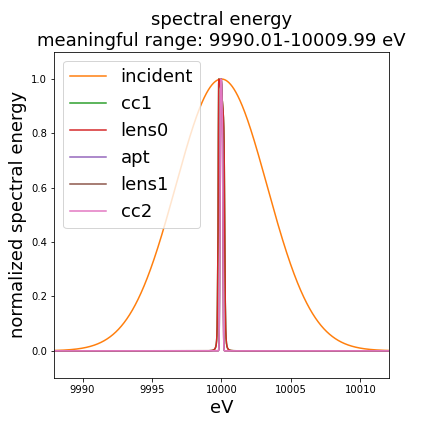 spectral energy
meaningful range: 9990.01-10009.99 eV
normalized spectral energy
1.0
0.8
0.6
0.4
0.2
0.0
incident
cc1
lens0
apt
lens1
cc2
9990
9995
10000
10005
10010
eV